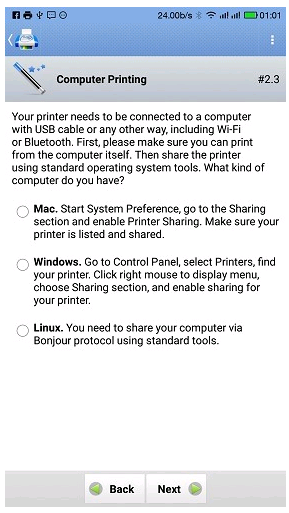 24.00b/s 01:01
Computer Printing #2.3
Your printer needs to be connected to a computer
with USB cable or any other way, including Wi-Fi
or Bluetooth. First, please make sure you can print
from the computer itself. Then share the printer
using standard operating system tools. What kind of
computer do you have?
Mac. Start System Preference, go to the Sharing
section and enable Printer Sharing. Make sure your
printer is listed and shared.
Windows. Go to Control Panel, select Printers, find
your printer. Click right mouse to display menu,
choose Sharing section, and enable sharing for
your printer.
Linux. You need to share your computer via
Bonjour protocol using standard tools.
Back Next